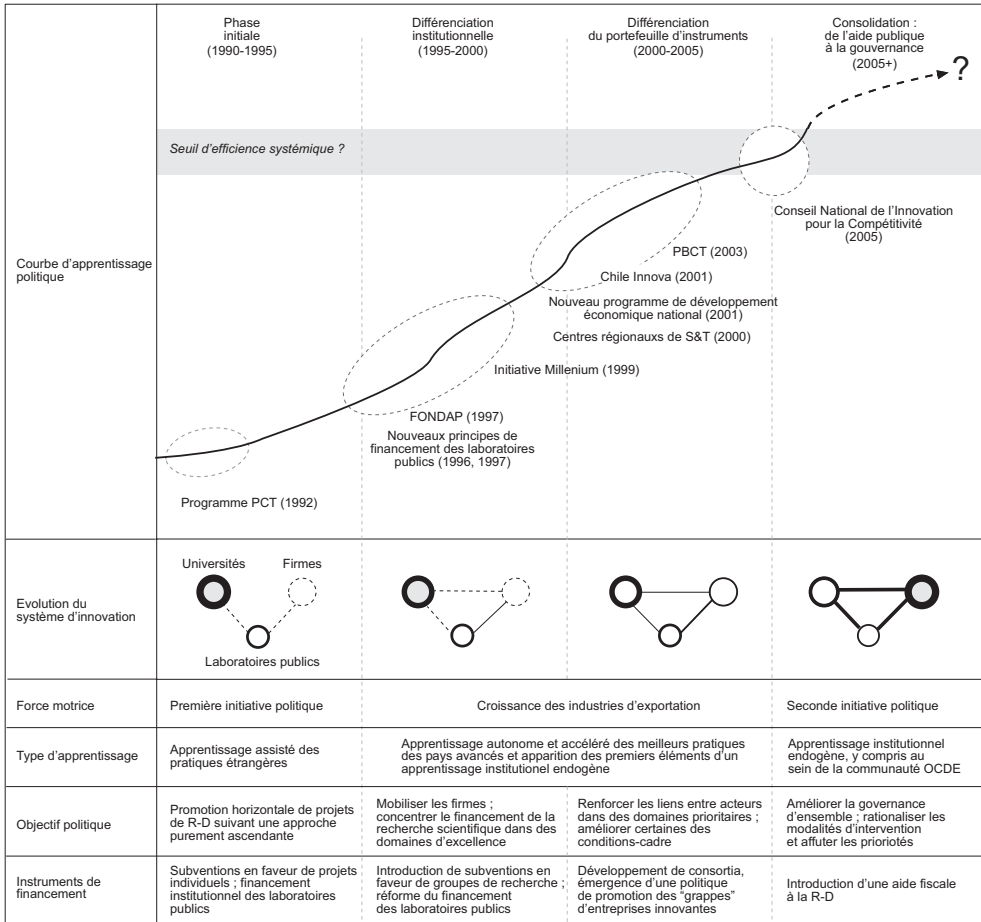 Phase
initiale
(1990-1995)
Différenciation
institutionnelle
(1995-2000)
Différenciation
du portefeuille d'instruments
(2000-2005)
Consolidation :
de l'aide publique
à la gouvernance
(2005+)
?
Seuil d'efficience systémique ?
Courbe d'apprentissage
politique
Conseil National de l'Innovation
pour la Compétitivité
(2005)
PBCT (2003)
Chile Innova (2001)
Nouveau programme de développement
économique national (2001)
Centres régionauxs de S&T (2000)
Initiative Millenium (1999)
FONDAP (1997)
Nouveaux principes de
financement des laboratoires
publics (1996, 1997)
Programme PCT (1992)
Evolution du
système d'innovation
Universités
Firmes
Laboratoires publics
Force motrice
Première initiative politique
Croissance des industries d'exportation
Seconde initiative politique
Type d'apprentissage
Apprentissage assisté des
pratiques étrangères
Apprentissage autonome et accéléré des meilleurs pratiques
des pays avancés et apparition des premiers éléments d'un
apprentissage institutionel endogène
Apprentissage institutionnel
endogène, y compris au
sein de la communauté OCDE
Objectif politique
Promotion horizontale de projets
de R-D suivant une approche
purement ascendante
Mobiliser les firmes ;
concentrer le financement de la
recherche scientifique dans des
domaines d'excellence
Renforcer les liens entre acteurs
dans des domaines prioritaires ;
améliorer certaines des
conditions-cadre
Améliorer la governance
d'ensemble ; rationaliser les
modalités d'intervention
et affuter les priorotés
Instruments de
financement
Subventions en faveur de projets
individuels ; financement
institutionnel des laboratoires
publics
Introduction de subventions en
faveur de groupes de recherche ;
réforme du financement
des laboratoires publics
Développement de consortia,
émergence d'une politique
de promotion des "grappes"
d'entreprises innovantes
Introduction d'une aide fiscale
à la R-D